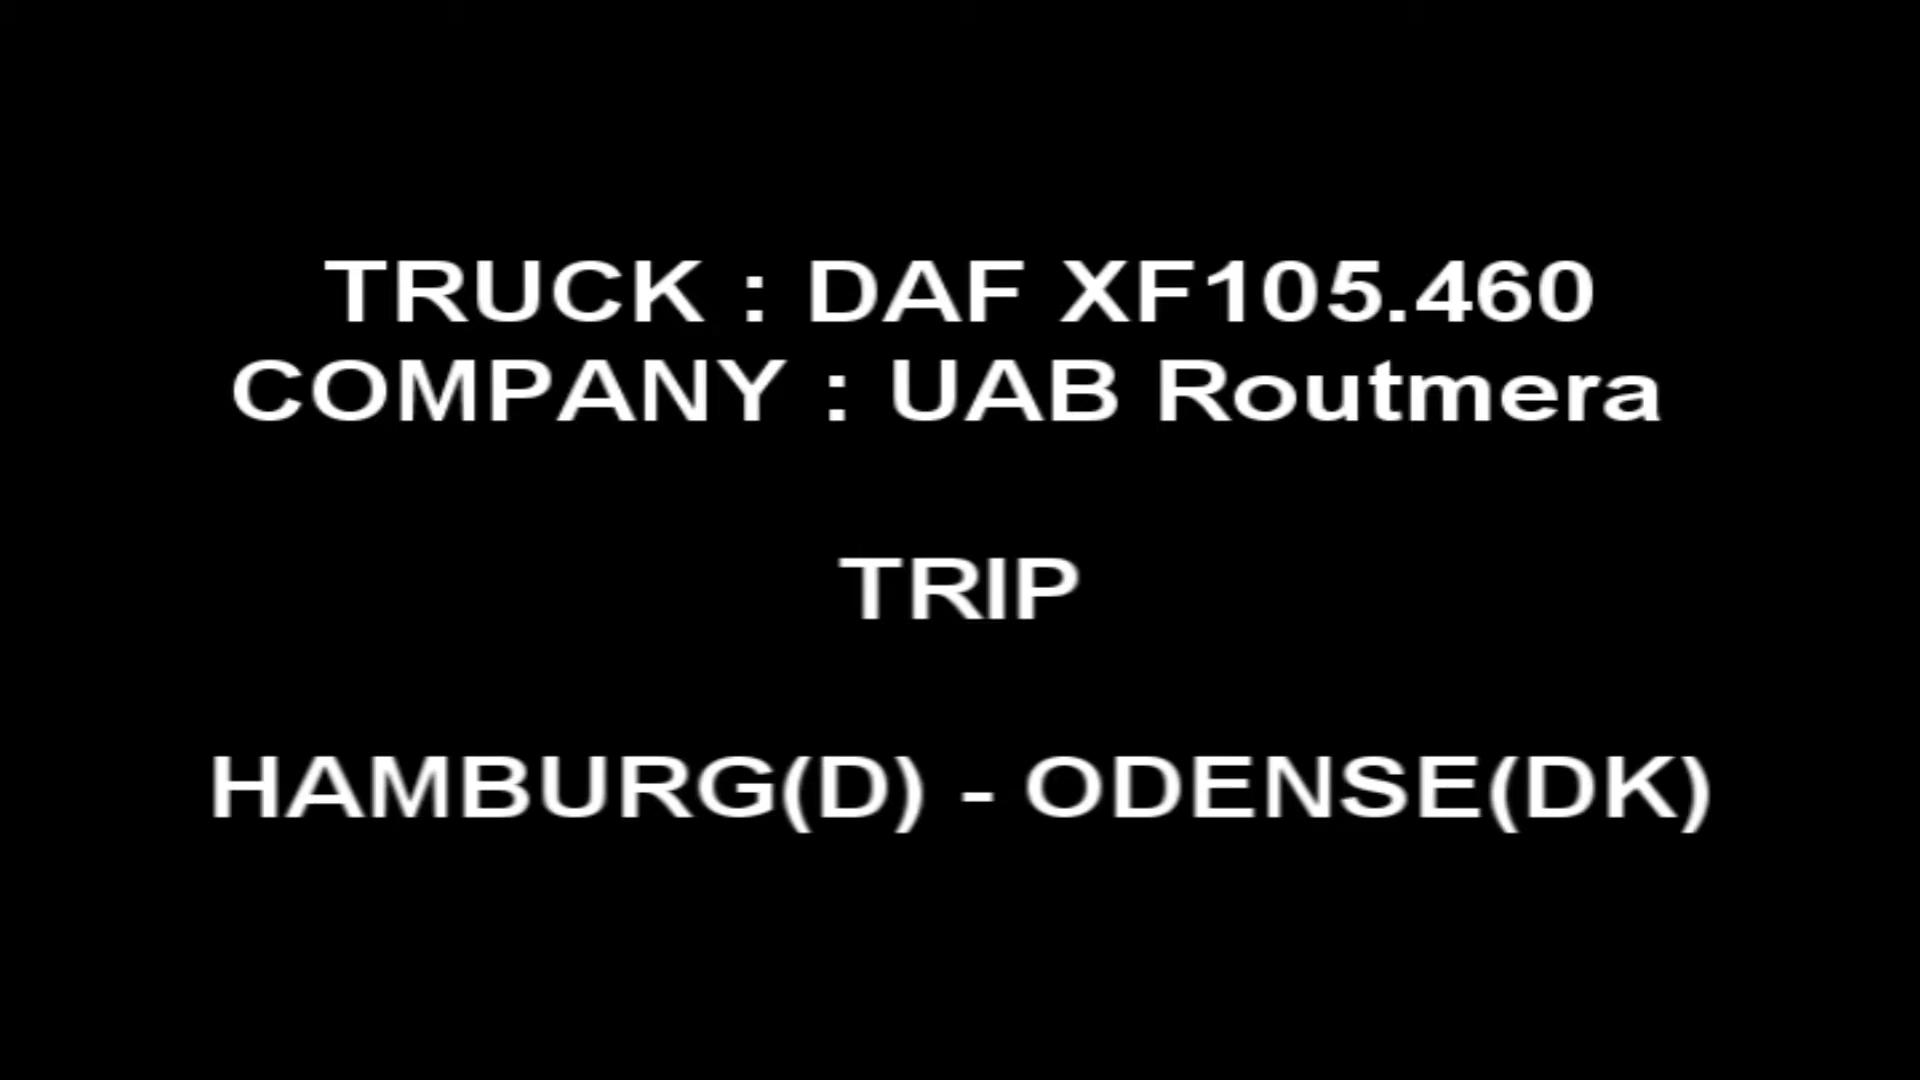 TRUCK : DAF XF105.460
COMPANY : UAB Routmera
TRIP
HAMBURG(D) - ODENSE(DK)